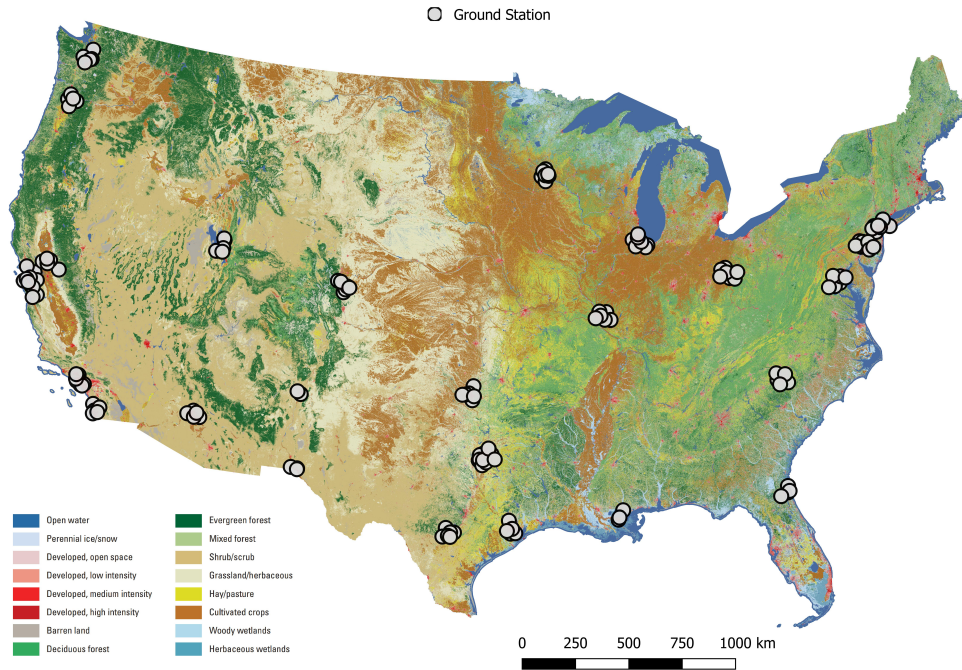 Ground Station
Open water
Perennial ice/snow
Developed, open space
Developed, low intensity
Developed, medium intensity
Developed, high intensity
Barren land
Deciduous forest
Evergreen forest
Mixed forest
Shrub/scrub
Grassland/herbaceous
Hay/pasture
Cultivated crops
Woody wetlands
Herbaceous wetlands
0 250 500 750 1000 km